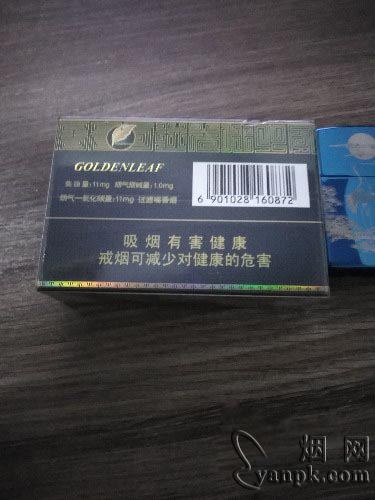 GOLDENLEAF
焦油量:11mg 烟气烟碱量:1.0mg
烟气一氧化碳量:11mg 过滤嘴香烟
6 901028 160872
吸烟有害健康
戒烟可减少对健康的危害
烟网
yanpk.com